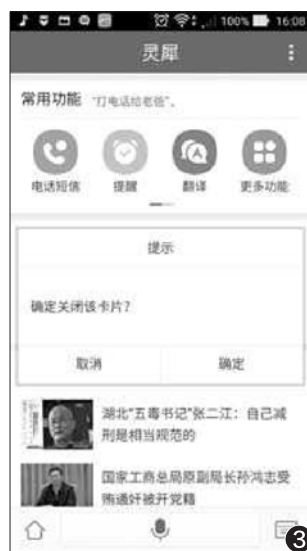 100% 16:08
灵犀
常用功能 "打电话给老爸"。
电话短信 提醒 翻译 更多功能
提示
确定关闭该卡片?
取消 确定
湖北"五毒书记"张二江：自己减
刑是相当规范的
国家工商总局原副局长孙鸿志受
贿通奸被开党籍
3